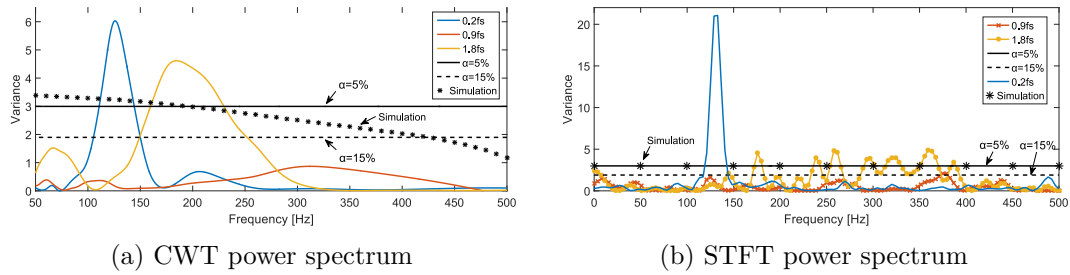 6
5
4
3
2
1
0
Variance
50 100 150 200 250 300 350 400 450 500
Frequency [Hz]
0.2fs
0.9fs
1.8fs
α=5%
α=15%
Simulation
α=5%
Simulation
α=15%
(a) CWT power spectrum
20
15
10
5
0
Variance
0 50 100 150 200 250 300 350 400 450 500
Frequency [Hz]
0.9fs
1.8fs
α=5%
α=15%
0.2fs
Simulation
Simulation
α=5%
α=15%
(b) STFT power spectrum